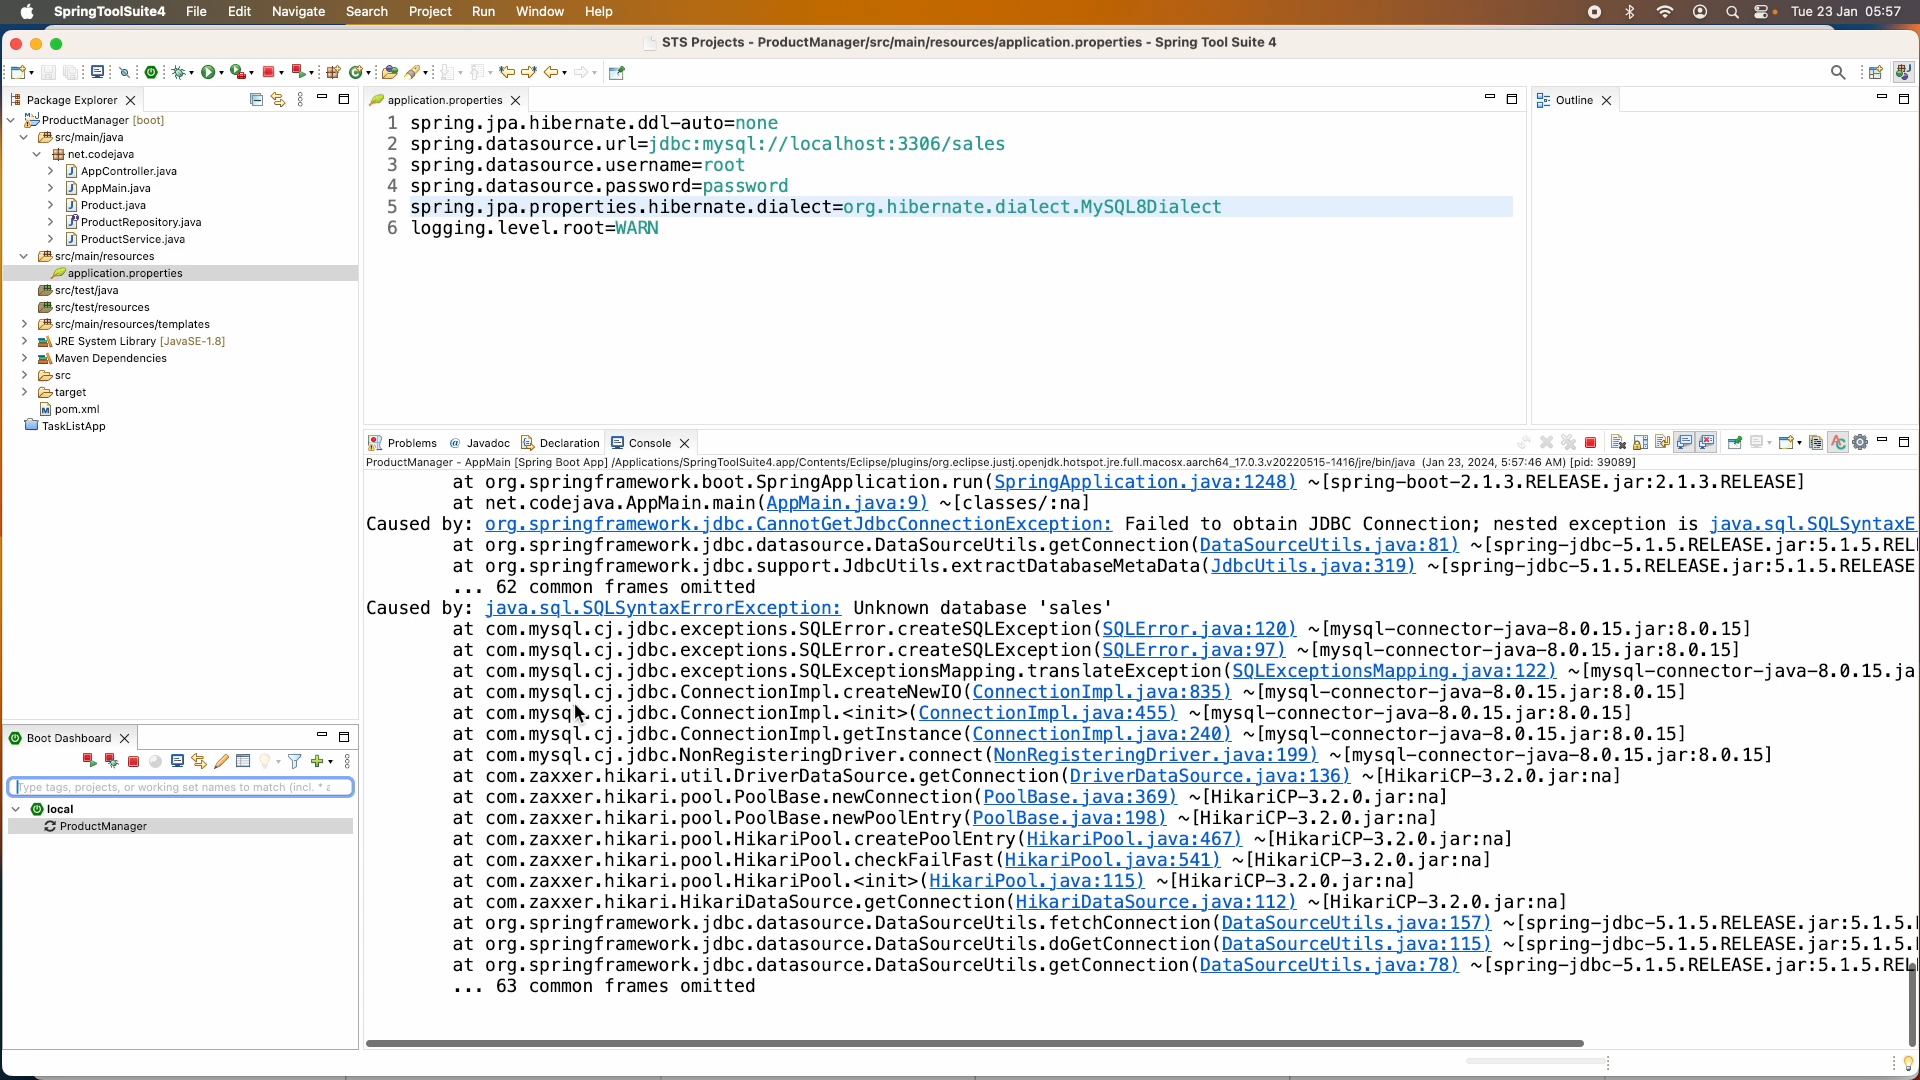 SpringToolSuite4 File Edit Navigate Search Project Run Window Help Tue 23 Jan 05:57
STS Projects - ProductManager/src/main/resources/application.properties - Spring Tool Suite 4
Package Explorer
ProductManager [boot]
src/main/java
net.codejava
AppController.java
AppMain.java
Product.java
ProductRepository.java
ProductService.java
src/main/resources
application.properties
src/test/java
src/test/resources
src/main/resources/templates
JRE System Library [JavaSE-1.8]
Maven Dependencies
src
target
pom.xml
TaskListApp
application.properties
1 spring.jpa.hibernate.ddl-auto=none
2 spring.datasource.url=jdbc:mysql://localhost:3306/sales
3 spring.datasource.username=root
4 spring.datasource.password=password
5 spring.jpa.properties.hibernate.dialect=org.hibernate.dialect.MySQL8Dialect
6 logging.level.root=WARN
Outline
Problems Javadoc Declaration Console
ProductManager - AppMain [Spring Boot App] /Applications/SpringToolSuite4.app/Contents/Eclipse/plugins/org.eclipse.justj.openjdk.hotspot.jre.full.macosx.aarch64_17.0.3.v20220515-1416/jre/bin/java (Jan 23, 2024, 5:57:46 AM) [pid: 39089]
at org.springframework.boot.SpringApplication.run(SpringApplication.java:1248) ~[spring-boot-2.1.3.RELEASE.jar:2.1.3.RELEASE]
at net.codejava.AppMain.main(AppMain.java:9) ~[classes/:na]
Caused by: org.springframework.jdbc.CannotGetJdbcConnectionException: Failed to obtain JDBC Connection; nested exception is java.sql.SQLSyntaxE
at org.springframework.jdbc.datasource.DataSourceUtils.getConnection(DataSourceUtils.java:81) ~[spring-jdbc-5.1.5.RELEASE.jar:5.1.5.REL
at org.springframework.jdbc.support.JdbcUtils.extractDatabaseMetaData(JdbcUtils.java:319) ~[spring-jdbc-5.1.5.RELEASE.jar:5.1.5.RELEASE
... 62 common frames omitted
Caused by: java.sql.SQLSyntaxErrorException: Unknown database 'sales'
at com.mysql.cj.jdbc.exceptions.SQLError.createSQLException(SQLError.java:120) ~[mysql-connector-java-8.0.15.jar:8.0.15]
at com.mysql.cj.jdbc.exceptions.SQLError.createSQLException(SQLError.java:97) ~[mysql-connector-java-8.0.15.jar:8.0.15]
at com.mysql.cj.jdbc.exceptions.SQLExceptionsMapping.translateException(SQLExceptionsMapping.java:122) ~[mysql-connector-java-8.0.15.ja
at com.mysql.cj.jdbc.ConnectionImpl.createNewIO(ConnectionImpl.java:835) ~[mysql-connector-java-8.0.15.jar:8.0.15]
at com.mysql.cj.jdbc.ConnectionImpl.<init>(ConnectionImpl.java:455) ~[mysql-connector-java-8.0.15.jar:8.0.15]
at com.mysql.cj.jdbc.ConnectionImpl.getInstance(ConnectionImpl.java:240) ~[mysql-connector-java-8.0.15.jar:8.0.15]
at com.mysql.cj.jdbc.NonRegisteringDriver.connect(NonRegisteringDriver.java:199) ~[mysql-connector-java-8.0.15.jar:8.0.15]
at com.zaxxer.hikari.util.DriverDataSource.getConnection(DriverDataSource.java:136) ~[HikariCP-3.2.0.jar:na]
at com.zaxxer.hikari.pool.PoolBase.newConnection(PoolBase.java:369) ~[HikariCP-3.2.0.jar:na]
at com.zaxxer.hikari.pool.PoolBase.newPoolEntry(PoolBase.java:198) ~[HikariCP-3.2.0.jar:na]
at com.zaxxer.hikari.pool.HikariPool.createPoolEntry(HikariPool.java:467) ~[HikariCP-3.2.0.jar:na]
at com.zaxxer.hikari.pool.HikariPool.checkFailFast(HikariPool.java:541) ~[HikariCP-3.2.0.jar:na]
at com.zaxxer.hikari.pool.HikariPool.<init>(HikariPool.java:115) ~[HikariCP-3.2.0.jar:na]
at com.zaxxer.hikari.HikariDataSource.getConnection(HikariDataSource.java:112) ~[HikariCP-3.2.0.jar:na]
at org.springframework.jdbc.datasource.DataSourceUtils.fetchConnection(DataSourceUtils.java:157) ~[spring-jdbc-5.1.5.RELEASE.jar:5.1.5.
at org.springframework.jdbc.datasource.DataSourceUtils.doGetConnection(DataSourceUtils.java:115) ~[spring-jdbc-5.1.5.RELEASE.jar:5.1.5.
at org.springframework.jdbc.datasource.DataSourceUtils.getConnection(DataSourceUtils.java:78) ~[spring-jdbc-5.1.5.RELEASE.jar:5.1.5.REL
... 63 common frames omitted
Boot Dashboard
Type tags, projects, or working set names to match (incl. * a
local
ProductManager